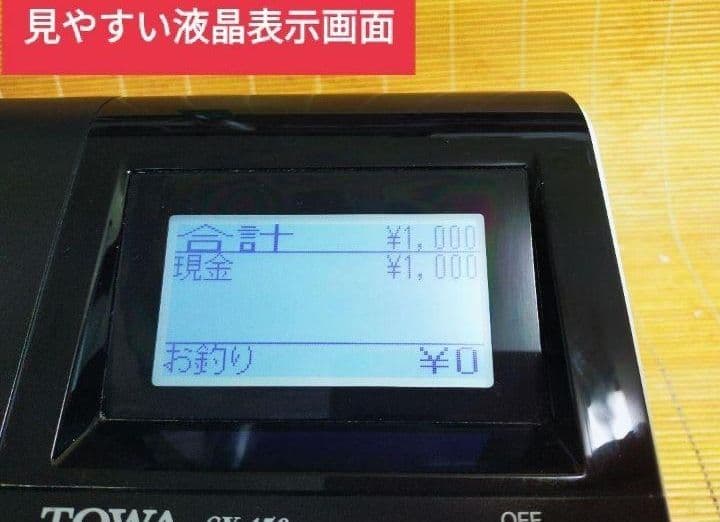 見やすい液晶表示画面
合計 ¥1,000
現金 ¥1,000
お釣り ¥0
TOWA
OFF